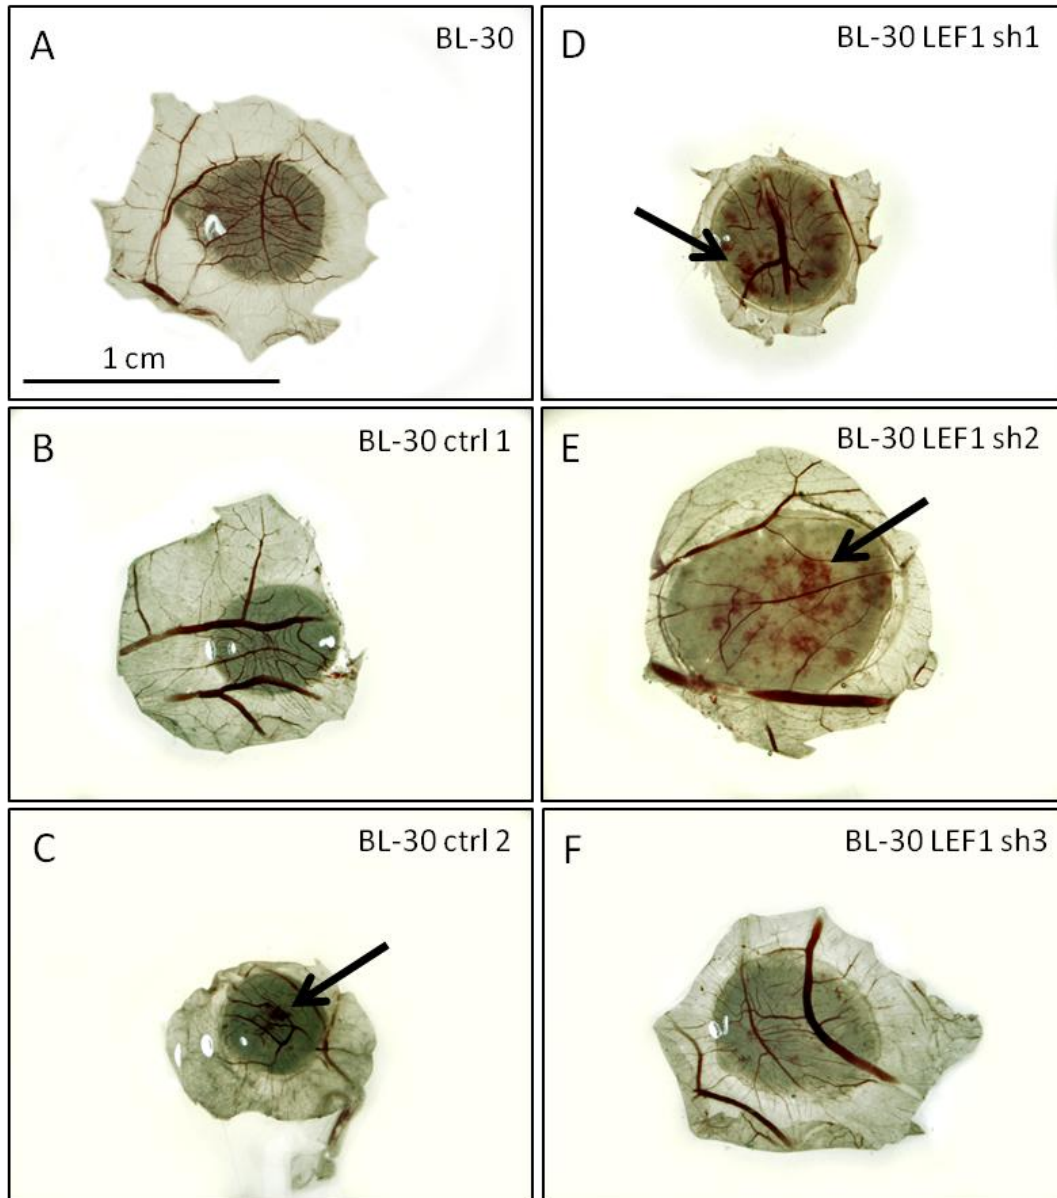 A
BL-30
1 cm
B
BL-30 ctrl 1
C
BL-30 ctrl 2
D
BL-30 LEF1 sh1
E
BL-30 LEF1 sh2
F
BL-30 LEF1 sh3